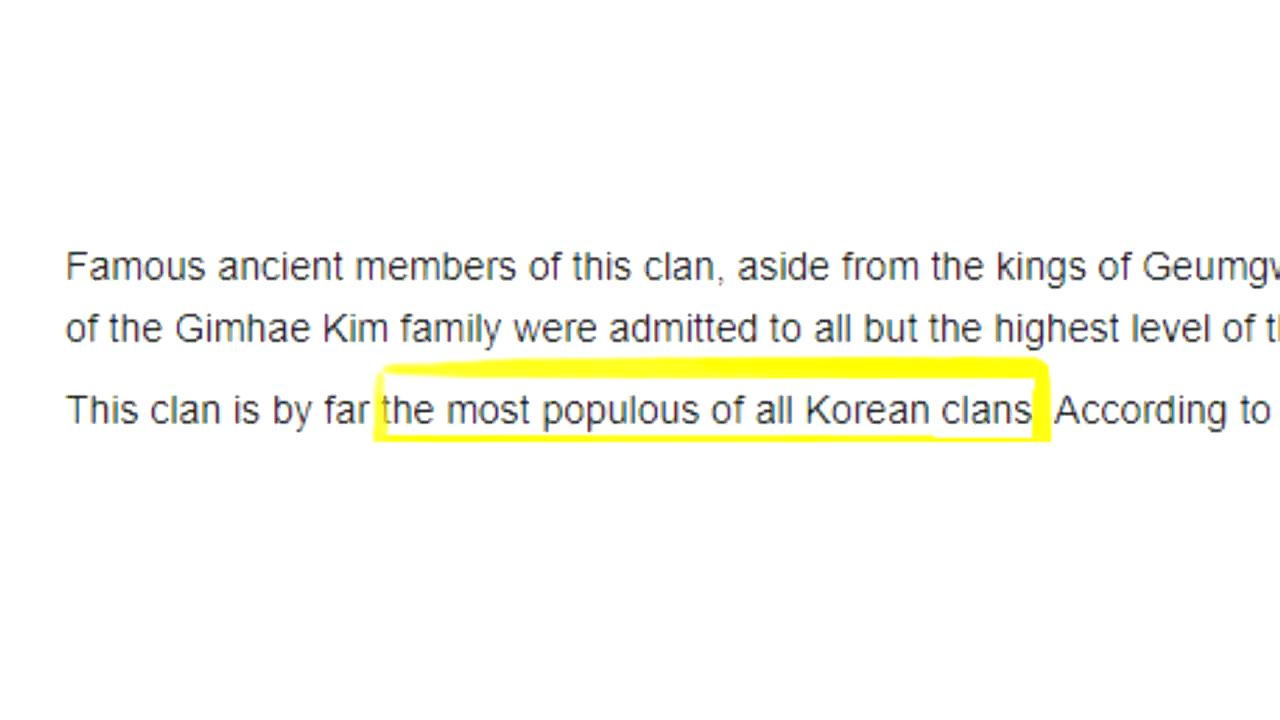 Famous ancient members of this clan, aside from the kings of
of the Gimhae Kim family were admitted to all but the highest level of
This clan is by far the most populous of all Korean clans. According to